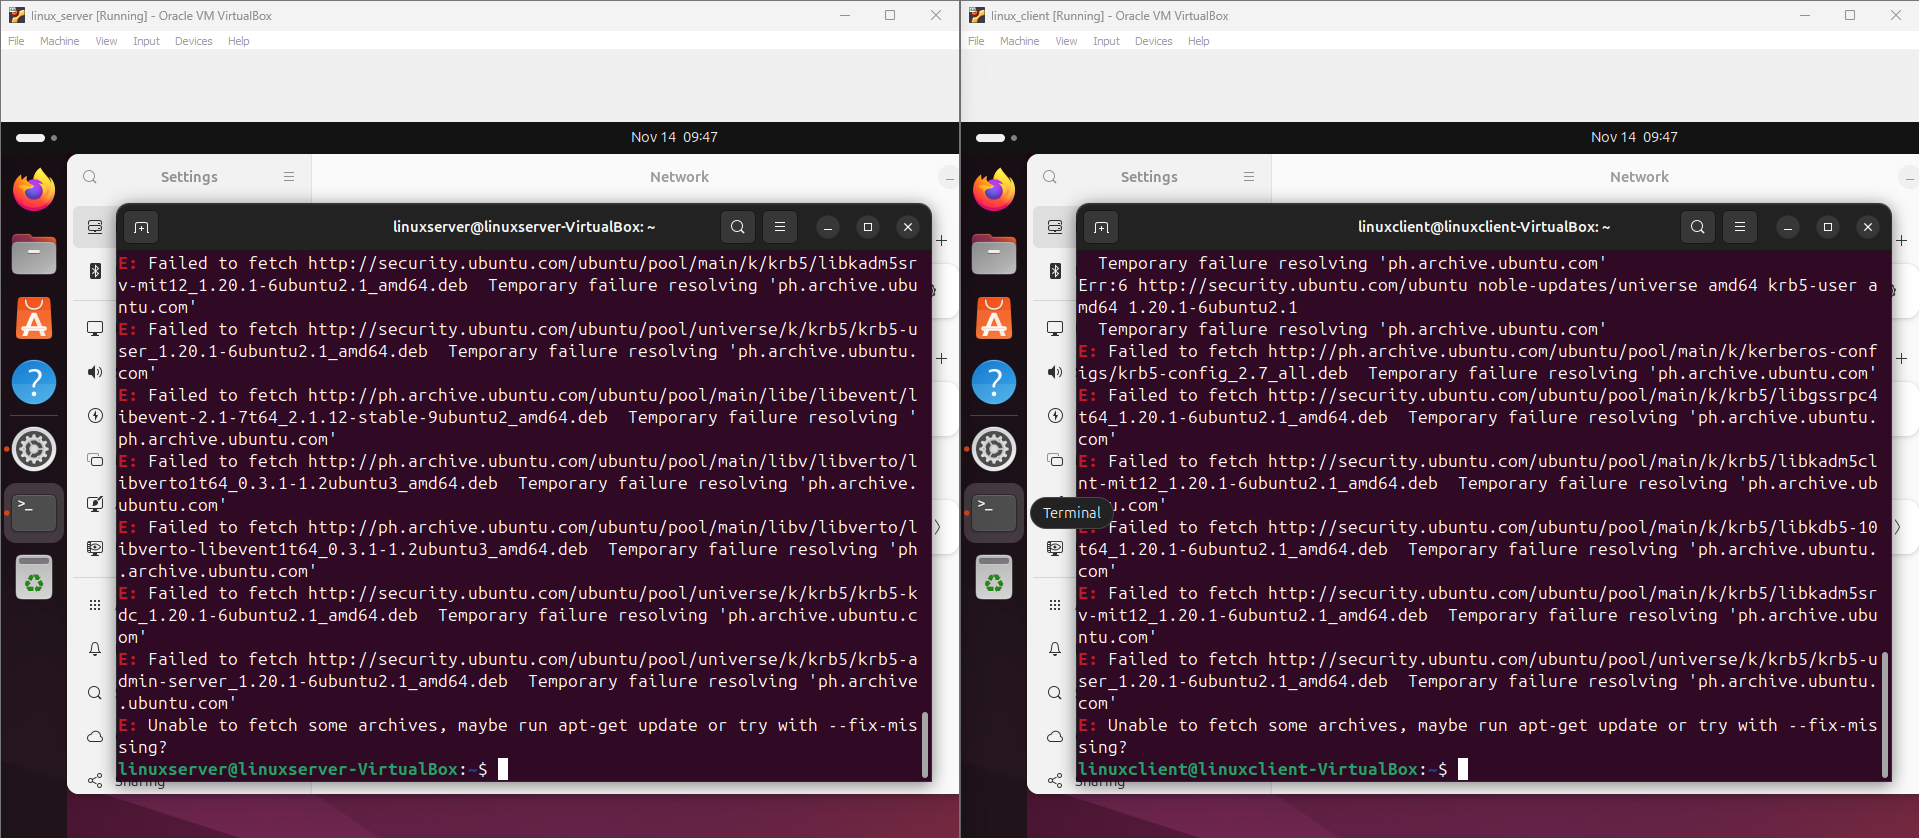 linux_server [Running] - Oracle VM VirtualBox
File Machine View Input Devices Help
Nov 14 09:47
Settings
Network
linuxserver@linuxserver-VirtualBox: ~
E: Failed to fetch http://security.ubuntu.com/ubuntu/pool/main/k/krb5/libkadm5sr
v-mit12_1.20.1-6ubuntu2.1_amd64.deb  Temporary failure resolving 'ph.archive.ubu
ntu.com'
E: Failed to fetch http://security.ubuntu.com/ubuntu/pool/universe/k/krb5/krb5-u
ser_1.20.1-6ubuntu2.1_amd64.deb  Temporary failure resolving 'ph.archive.ubuntu.
com'
E: Failed to fetch http://ph.archive.ubuntu.com/ubuntu/pool/main/libe/libevent/l
ibevent-2.1-7t64_2.1.12-stable-9ubuntu2_amd64.deb  Temporary failure resolving '
ph.archive.ubuntu.com'
E: Failed to fetch http://ph.archive.ubuntu.com/ubuntu/pool/main/libv/libverto/l
ibverto1t64_0.3.1-1.2ubuntu3_amd64.deb  Temporary failure resolving 'ph.archive.
ubuntu.com'
E: Failed to fetch http://ph.archive.ubuntu.com/ubuntu/pool/main/libv/libverto/l
ibverto-libevent1t64_0.3.1-1.2ubuntu3_amd64.deb  Temporary failure resolving 'ph
.archive.ubuntu.com'
E: Failed to fetch http://security.ubuntu.com/ubuntu/pool/universe/k/krb5/krb5-k
dc_1.20.1-6ubuntu2.1_amd64.deb  Temporary failure resolving 'ph.archive.ubuntu.c
om'
E: Failed to fetch http://security.ubuntu.com/ubuntu/pool/universe/k/krb5/krb5-a
dmin-server_1.20.1-6ubuntu2.1_amd64.deb  Temporary failure resolving 'ph.archive
.ubuntu.com'
E: Unable to fetch some archives, maybe run apt-get update or try with --fix-mis
sing?
linuxserver@linuxserver-VirtualBox:~$
Sharing
linux_client [Running] - Oracle VM VirtualBox
File Machine View Input Devices Help
Nov 14 09:47
Settings
Network
linuxclient@linuxclient-VirtualBox: ~
Temporary failure resolving 'ph.archive.ubuntu.com'
Err:6 http://security.ubuntu.com/ubuntu noble-updates/universe amd64 krb5-user a
md64 1.20.1-6ubuntu2.1
Temporary failure resolving 'ph.archive.ubuntu.com'
E: Failed to fetch http://ph.archive.ubuntu.com/ubuntu/pool/main/k/kerberos-conf
igs/krb5-config_2.7_all.deb  Temporary failure resolving 'ph.archive.ubuntu.com'
E: Failed to fetch http://security.ubuntu.com/ubuntu/pool/main/k/krb5/libgssrpc4
t64_1.20.1-6ubuntu2.1_amd64.deb  Temporary failure resolving 'ph.archive.ubuntu.
com'
E: Failed to fetch http://security.ubuntu.com/ubuntu/pool/main/k/krb5/libkadm5cl
nt-mit12_1.20.1-6ubuntu2.1_amd64.deb  Temporary failure resolving 'ph.archive.ub
u.com'
Terminal
Failed to fetch http://security.ubuntu.com/ubuntu/pool/main/k/krb5/libkdb5-10
t64_1.20.1-6ubuntu2.1_amd64.deb  Temporary failure resolving 'ph.archive.ubuntu.
com'
E: Failed to fetch http://security.ubuntu.com/ubuntu/pool/main/k/krb5/libkadm5sr
v-mit12_1.20.1-6ubuntu2.1_amd64.deb  Temporary failure resolving 'ph.archive.ubu
ntu.com'
E: Failed to fetch http://security.ubuntu.com/ubuntu/pool/universe/k/krb5/krb5-u
ser_1.20.1-6ubuntu2.1_amd64.deb  Temporary failure resolving 'ph.archive.ubuntu.
com'
E: Unable to fetch some archives, maybe run apt-get update or try with --fix-mis
sing?
linuxclient@linuxclient-VirtualBox:~$
Sharing